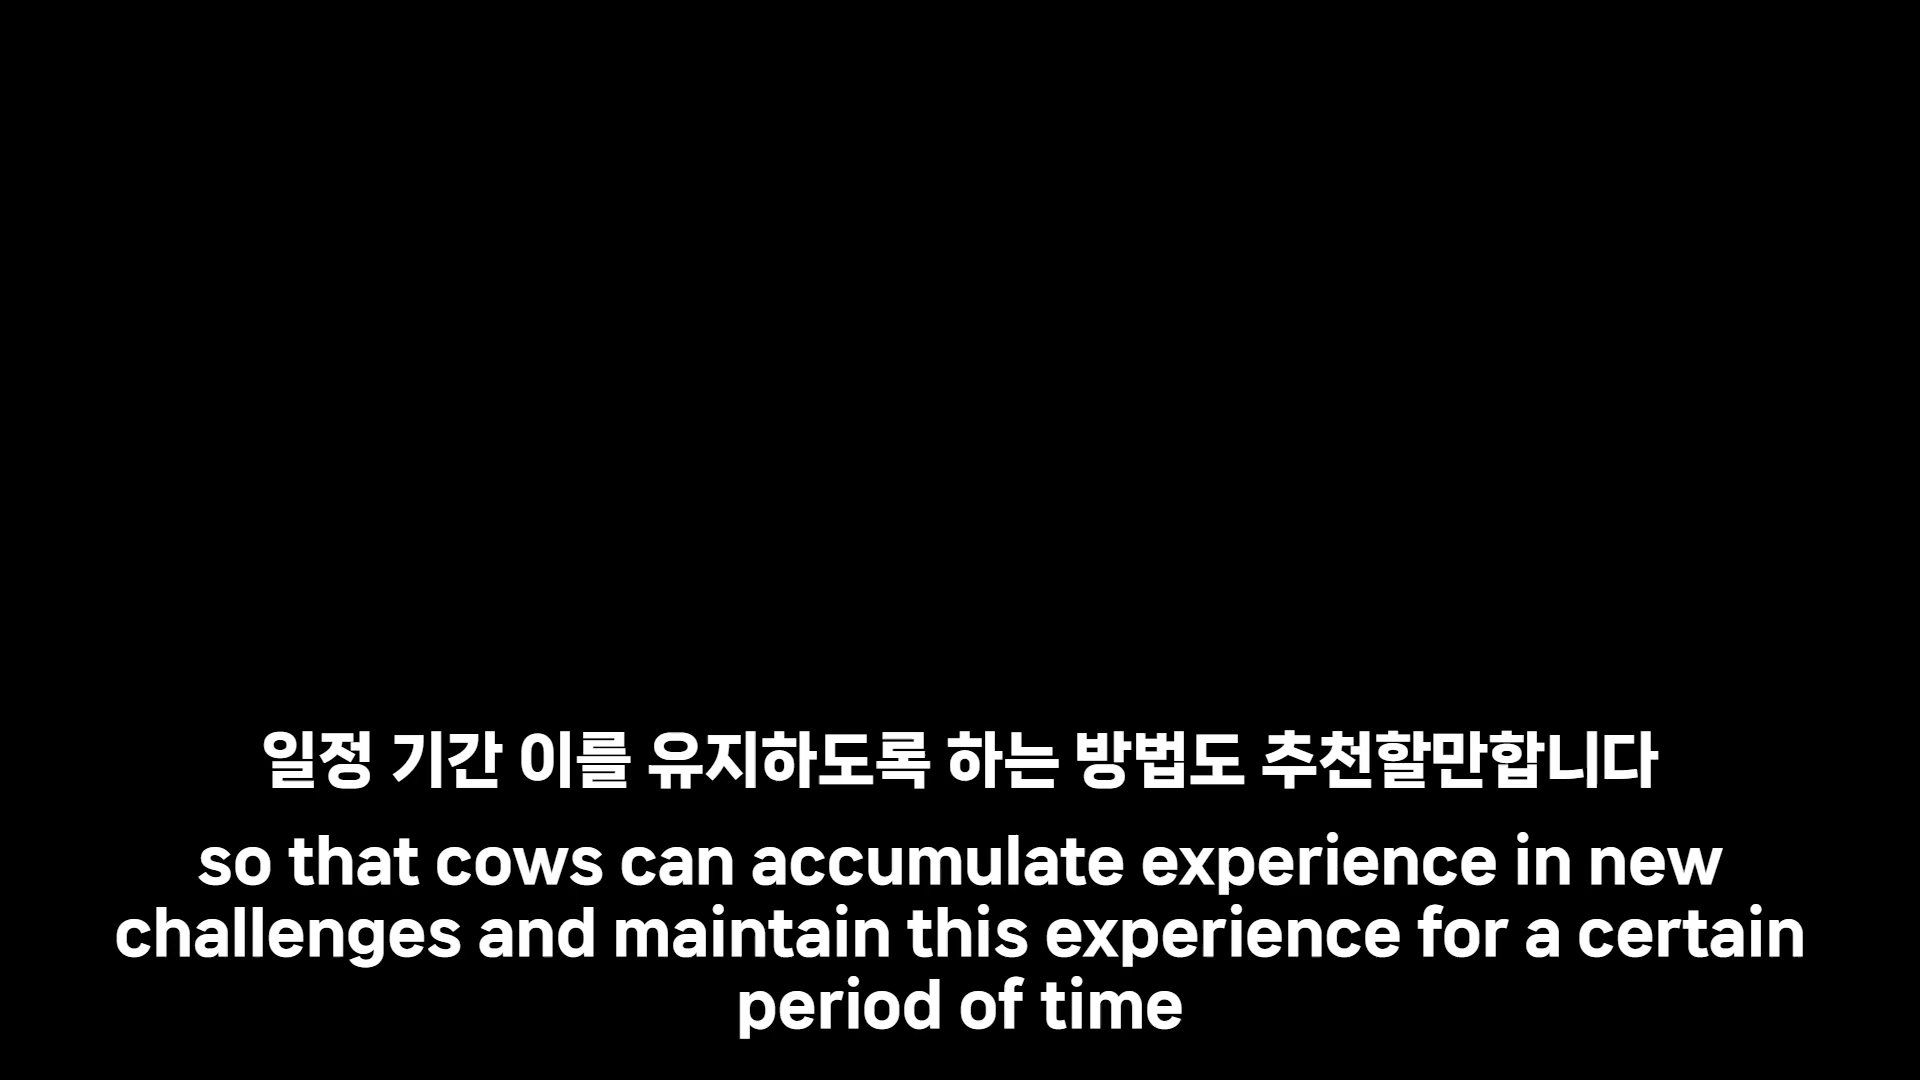 일정 기간 이를 유지하도록 하는 방법도 추천할만합니다
so that cows can accumulate experience in new
challenges and maintain this experience for a certain
period of time